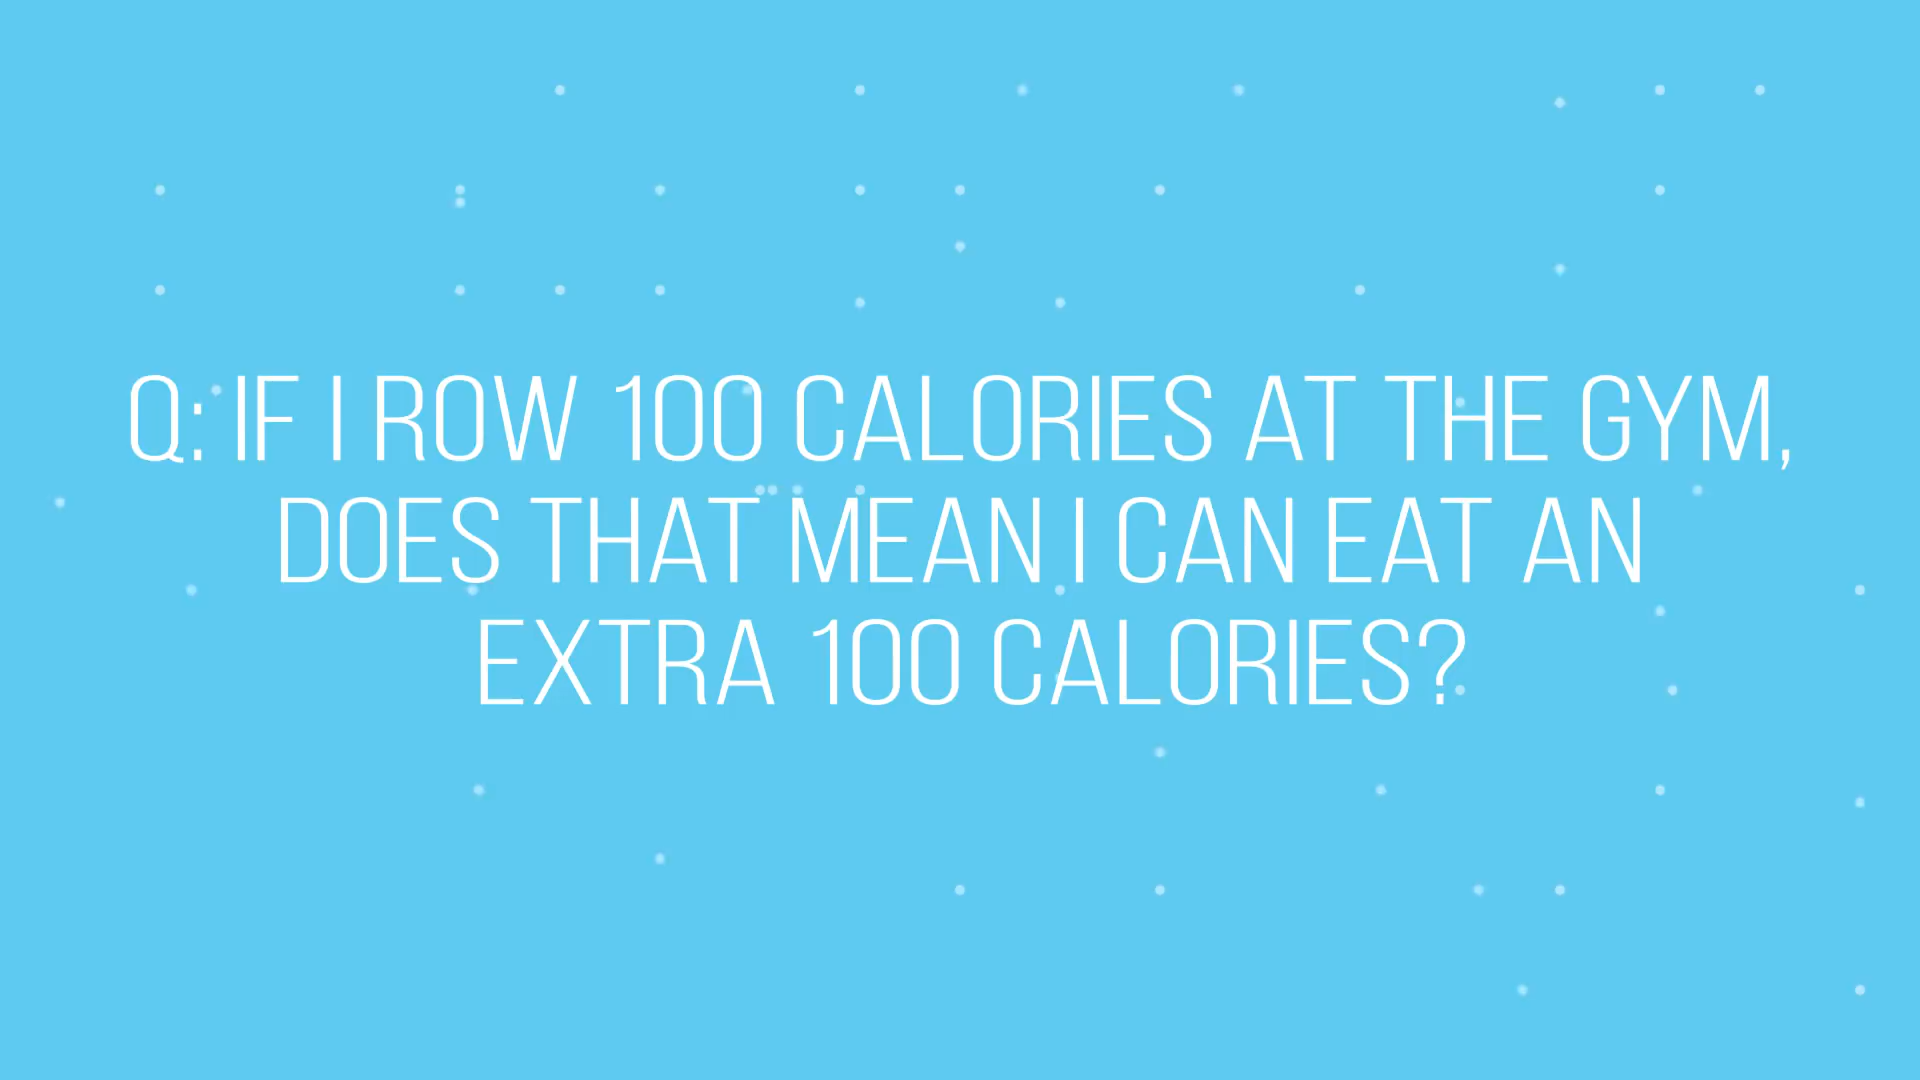 Q: IF I ROW 100 CALORIES AT THE GYM,
DOES THAT MEAN I CAN EAT AN
EXTRA 100 CALORIES?